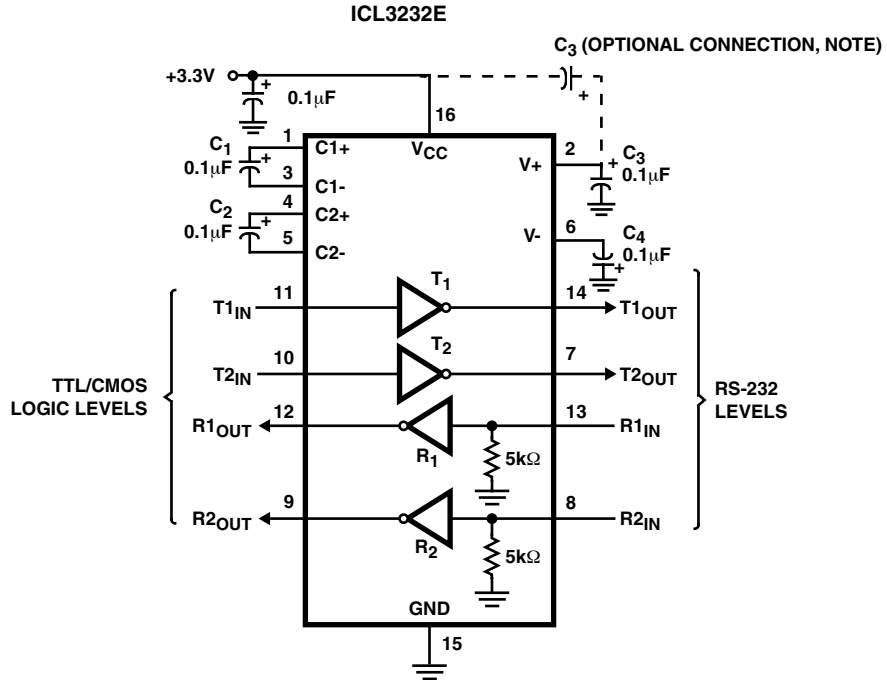 ICL3232E
C3 (OPTIONAL CONNECTION, NOTE)
+3.3V
+
0.1μF
+
16
VCC
C1
0.1μF
+
1
C1+
3
C1-
C2
0.1μF
+
4
C2+
5
C2-
V+
2
+
C3
0.1μF
V-
6
C4
0.1μF
+
T1IN
11
T1
14
T1OUT
T2IN
10
T2
7
T2OUT
TTL/CMOS
LOGIC LEVELS
RS-232
LEVELS
R1OUT
12
R1
13
R1IN
5kΩ
R2OUT
9
R2
8
R2IN
5kΩ
GND
15